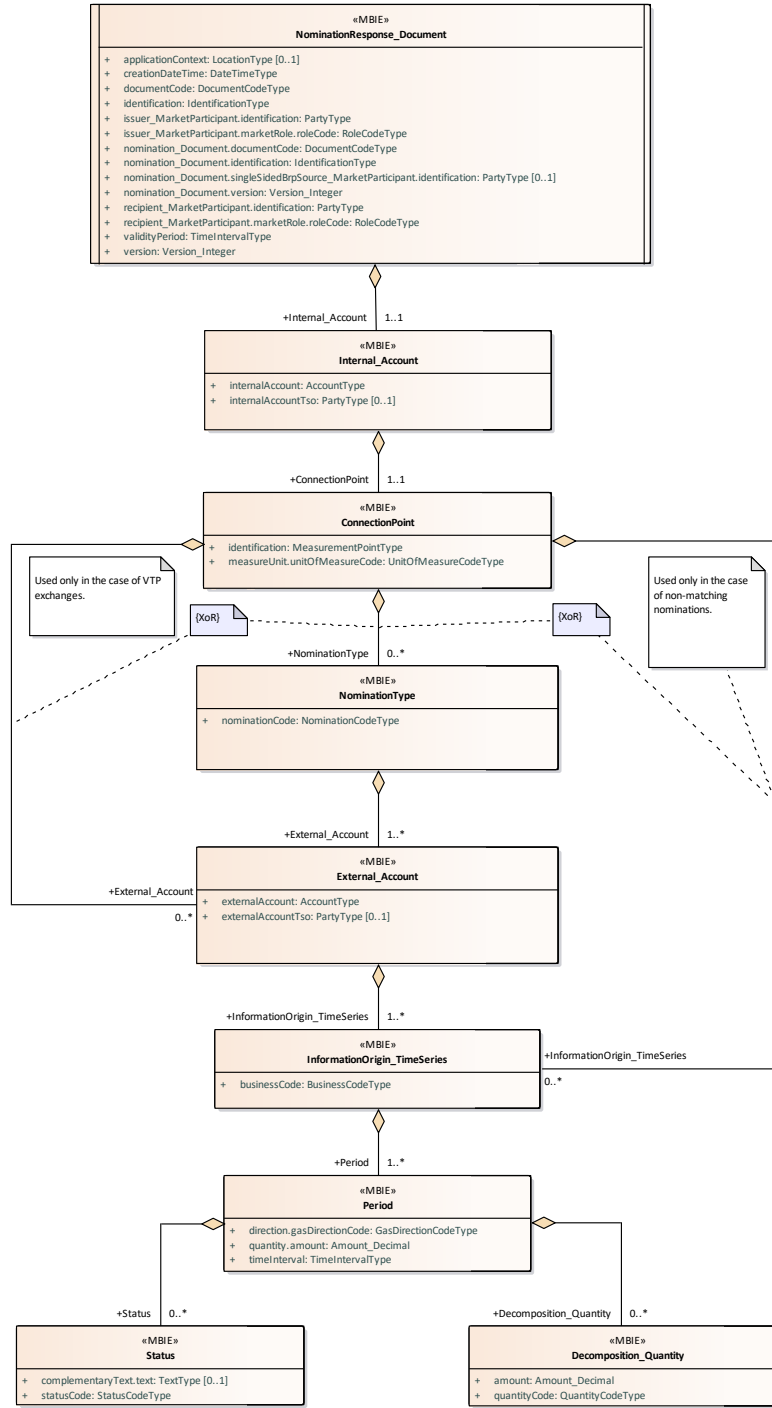 «MBIE»
NominationResponse_Document
+ applicationContext: LocationType [0..1]
+ creationDateTime: DateTimeType
+ documentCode: DocumentCodeType
+ identification: IdentificationType
+ issuer_MarketParticipant.identification: PartyType
+ issuer_MarketParticipant.marketRole.roleCode: RoleCodeType
+ nomination_Document.documentCode: DocumentCodeType
+ nomination_Document.identification: IdentificationType
+ nomination_Document.singleSidedBrpSource_MarketParticipant.identification: PartyType [0..1]
+ nomination_Document.version: Version_Integer
+ recipient_MarketParticipant.identification: PartyType
+ recipient_MarketParticipant.marketRole.roleCode: RoleCodeType
+ validityPeriod: TimeIntervalType
+ version: Version_Integer
+Internal_Account 1..1
«MBIE»
Internal_Account
+ internalAccount: AccountType
+ internalAccountTso: PartyType [0..1]
+ConnectionPoint 1..1
«MBIE»
ConnectionPoint
+ identification: MeasurementPointType
+ measureUnit.unitOfMeasureCode: UnitOfMeasureCodeType
Used only in the case of VTP
exchanges.
{XoR}
{XoR}
Used only in the case
of non-matching
nominations.
+NominationType 0..*
«MBIE»
NominationType
+ nominationCode: NominationCodeType
+External_Account 1..*
«MBIE»
External_Account
+ externalAccount: AccountType
+ externalAccountTso: PartyType [0..1]
+External_Account
0..*
+InformationOrigin_TimeSeries 1..*
«MBIE»
InformationOrigin_TimeSeries
+ businessCode: BusinessCodeType
+InformationOrigin_TimeSeries
0..*
+Period 1..*
«MBIE»
Period
+ direction.gasDirectionCode: GasDirectionCodeType
+ quantity.amount: Amount_Decimal
+ timeInterval: TimeIntervalType
+Status 0..*
+Decomposition_Quantity 0..*
«MBIE»
Status
+ complementaryText.text: TextType [0..1]
+ statusCode: StatusCodeType
«MBIE»
Decomposition_Quantity
+ amount: Amount_Decimal
+ quantityCode: QuantityCodeType